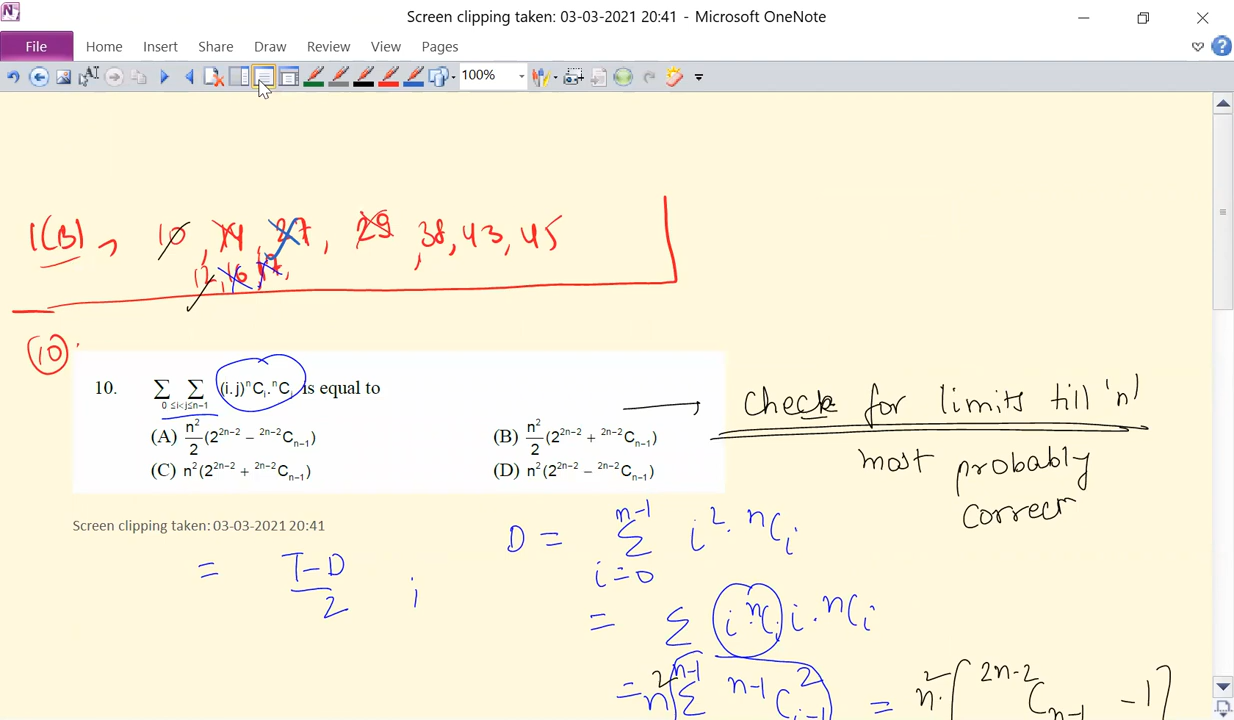 Screen clipping taken: 03-03-2021 20:41 - Microsoft OneNote
File Home Insert Share Draw Review View Pages
100%
1(B), 10, 14, 27, 29, 38, 43, 45
12, 16,
(10)
10. ∑ ∑ (i.j) ⁿCᵢ.ⁿCⱼ is equal to
0 ≤i<j≤n−1
(A) n²/2 (2²ⁿ⁻² − ²ⁿ⁻²Cₙ₋₁) (B) n²/2 (2²ⁿ⁻² + ²ⁿ⁻²Cₙ₋₁)
(C) n²(2²ⁿ⁻² + ²ⁿ⁻²Cₙ₋₁) (D) n²(2²ⁿ⁻² − ²ⁿ⁻²Cₙ₋₁)
check for limits till 'n'
most probably
correct
Screen clipping taken: 03-03-2021 20:41
= T-D / 2 ;
D = n-1 ∑ i=0 i². ⁿCᵢ
= ∑ i.ⁿCᵢ i.ⁿCᵢ
= n² ( n-1 ∑ ⁿ⁻¹Cᵢ₋₁² ) = n². [ ²ⁿ⁻²Cₙ₋₁ - 1 ]